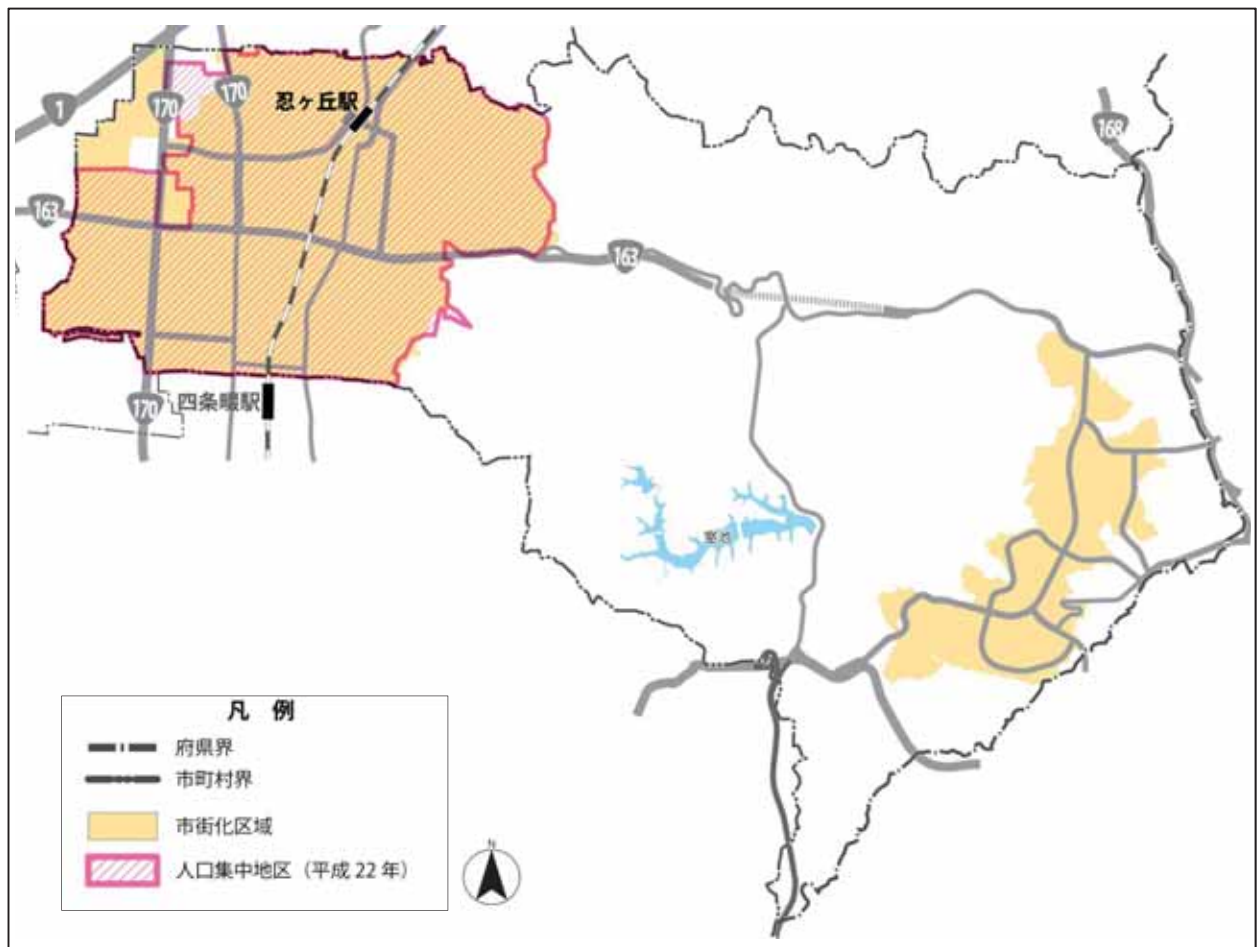 1
170
170
忍ヶ丘駅
168
163
163
170
四条畷駅
室池
凡 例
府県界
市町村界
市街化区域
人口集中地区（平成 22 年）
N